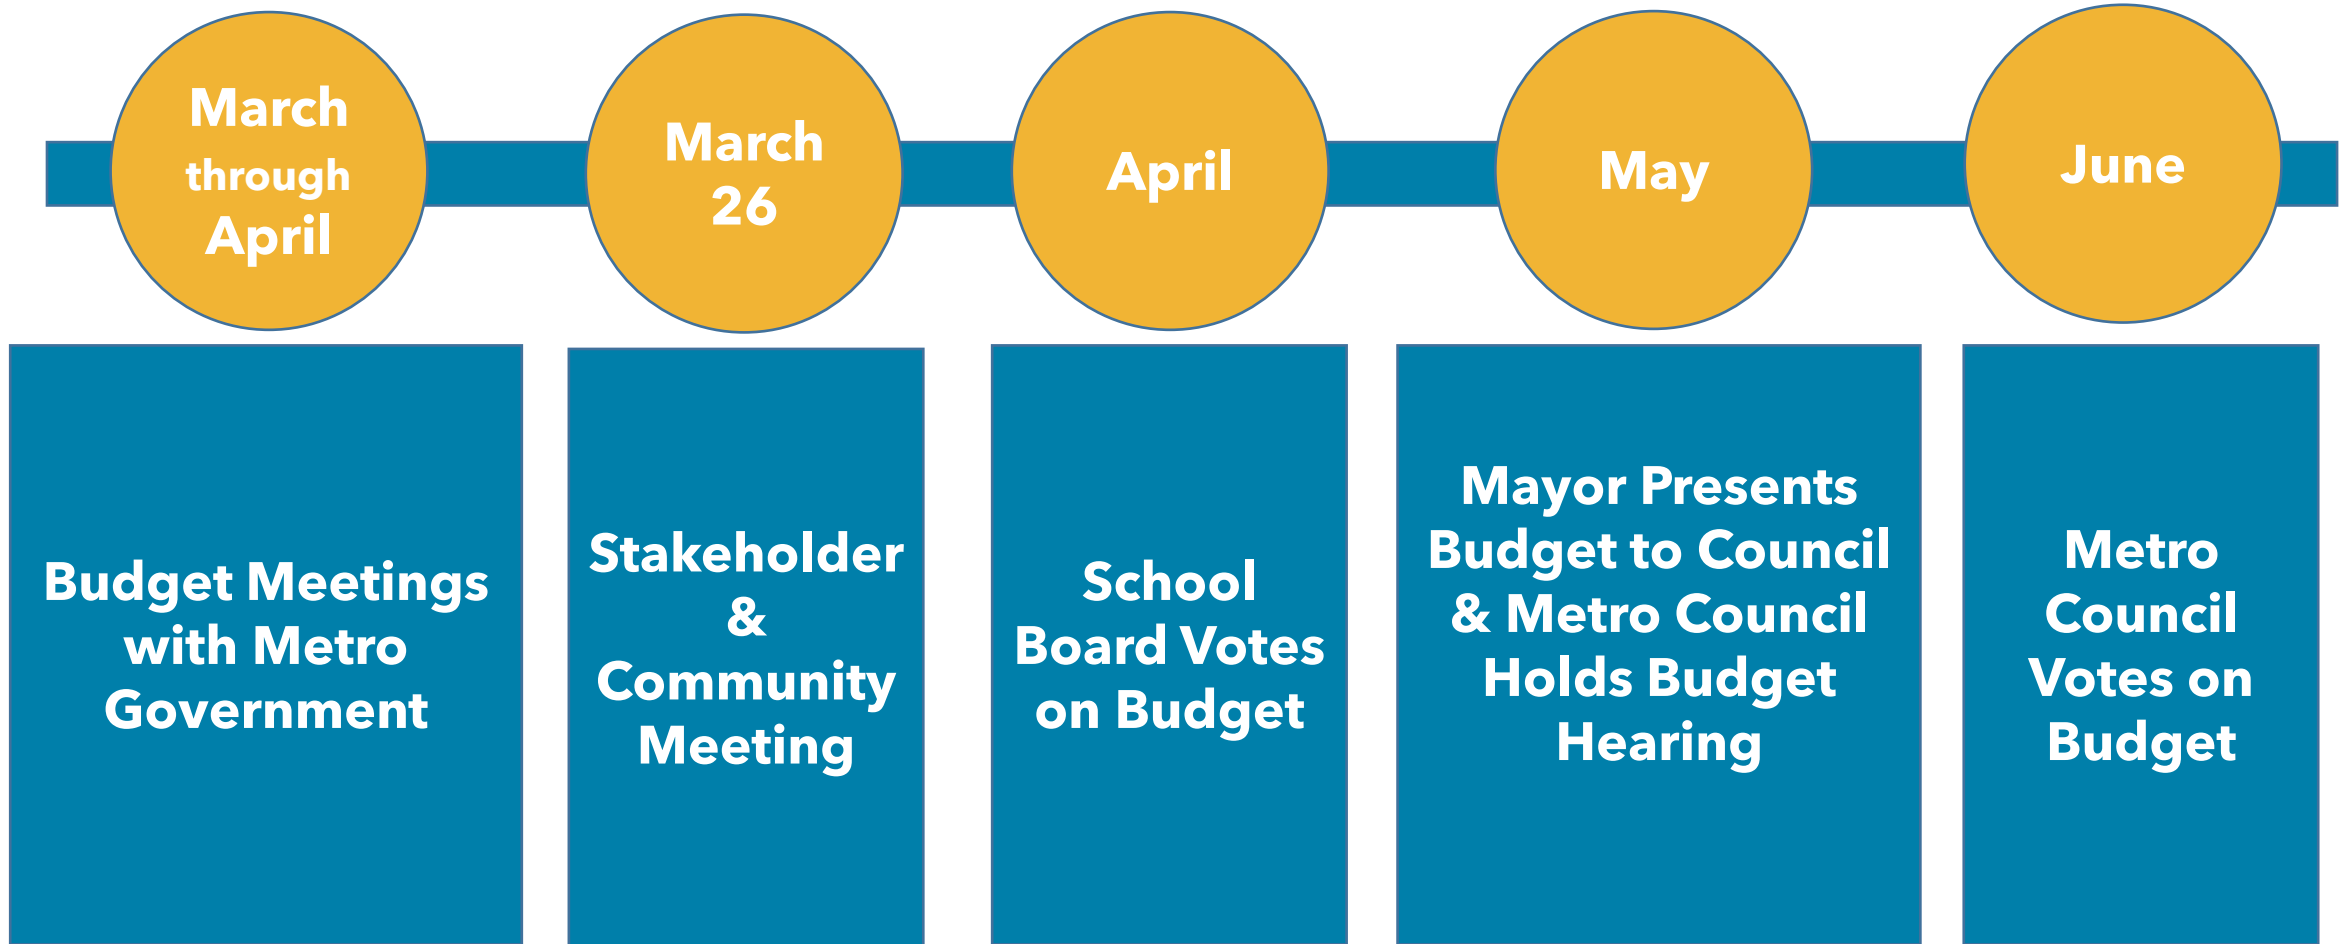 March
through
April
March
26
April
May
June
Budget Meetings
with Metro
Government
Stakeholder
&
Community
Meeting
School
Board Votes
on Budget
Mayor Presents
Budget to Council
& Metro Council
Holds Budget
Hearing
Metro
Council
Votes on
Budget